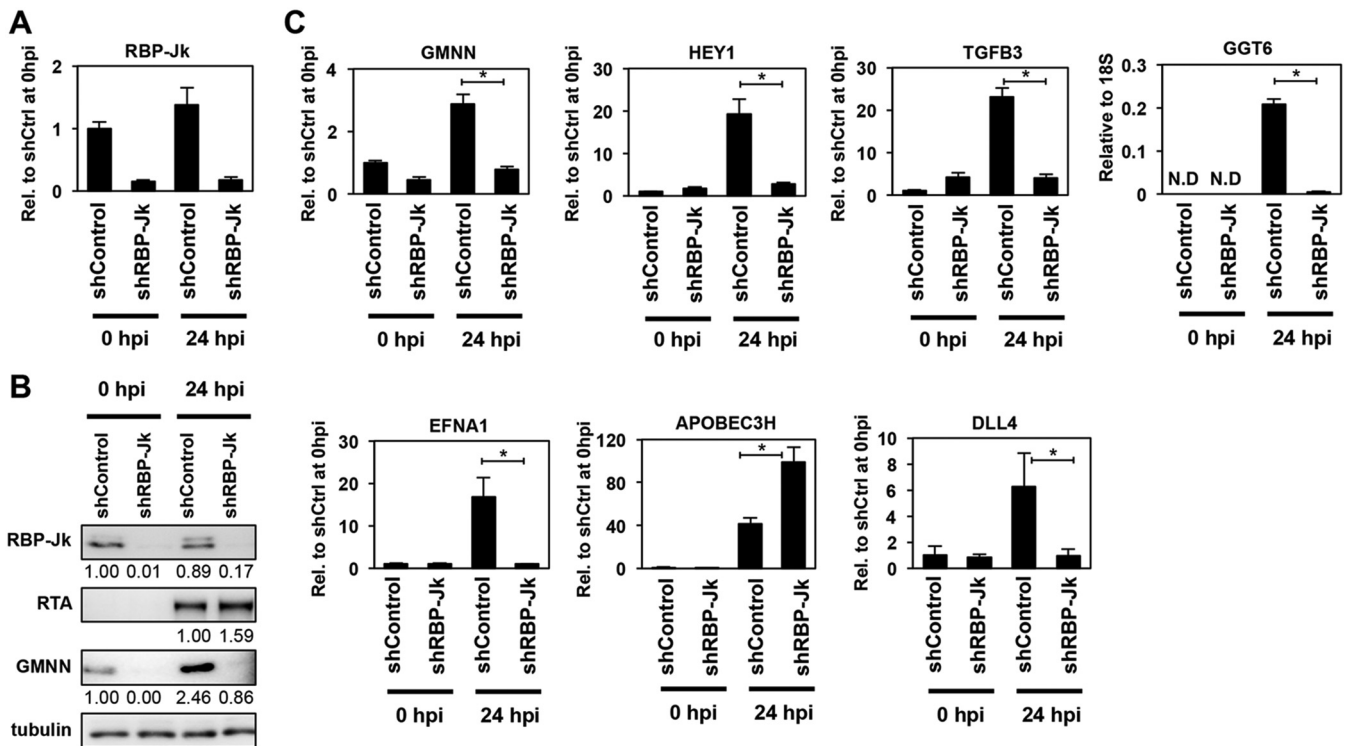 A
RBP-Jk
Rel. to shCtrl at 0hpi
2
1
0
shControl
shRBP-Jk
shControl
shRBP-Jk
0 hpi
24 hpi
B
0 hpi
24 hpi
shControl
shRBP-Jk
shControl
shRBP-Jk
RBP-Jk
1.00 0.01 0.89 0.17
RTA
1.00 1.59
GMNN
1.00 0.00 2.46 0.86
tubulin
C
GMNN
Rel. to shCtrl at 0hpi
4
2
0
*
shControl
shRBP-Jk
shControl
shRBP-Jk
0 hpi
24 hpi
HEY1
Rel. to shCtrl at 0hpi
30
20
10
0
*
shControl
shRBP-Jk
shControl
shRBP-Jk
0 hpi
24 hpi
TGFB3
Rel. to shCtrl at 0hpi
30
20
10
0
*
shControl
shRBP-Jk
shControl
shRBP-Jk
0 hpi
24 hpi
GGT6
Relative to 18S
0.3
0.2
0.1
0
N.D N.D
*
shControl
shRBP-Jk
shControl
shRBP-Jk
0 hpi
24 hpi
EFNA1
Rel. to shCtrl at 0hpi
30
20
10
0
*
shControl
shRBP-Jk
shControl
shRBP-Jk
0 hpi
24 hpi
APOBEC3H
Rel. to shCtrl at 0hpi
120
80
40
0
*
shControl
shRBP-Jk
shControl
shRBP-Jk
0 hpi
24 hpi
DLL4
Rel. to shCtrl at 0hpi
10
8
6
4
2
0
*
shControl
shRBP-Jk
shControl
shRBP-Jk
0 hpi
24 hpi